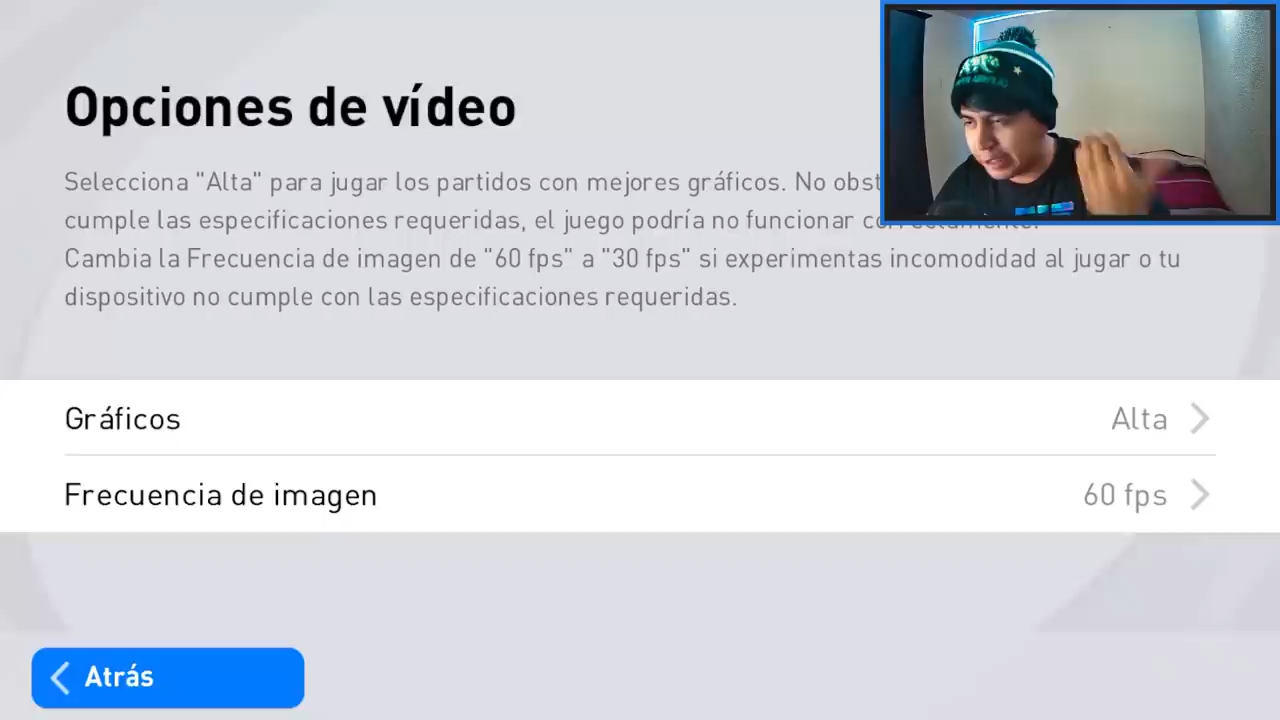 Opciones de vídeo
Selecciona "Alta" para jugar los partidos con mejores gráficos. No obst
cumple las especificaciones requeridas, el juego podría no funcionar correctamente.
Cambia la Frecuencia de imagen de "60 fps" a "30 fps" si experimentas incomodidad al jugar o tu
dispositivo no cumple con las especificaciones requeridas.
Gráficos
Alta
Frecuencia de imagen
60 fps
Atrás